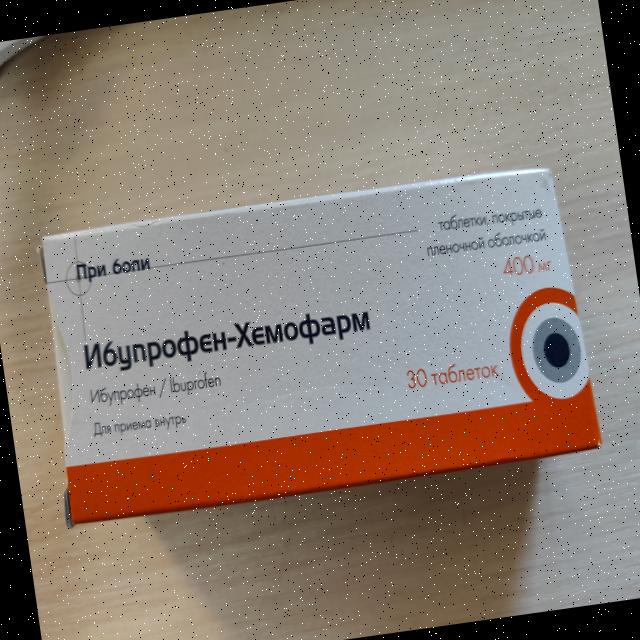 таблетки, покрытые
пленочной оболочкой
400 мг
При боли
Ибупрофен-Хемофарм
Ибупрофен / Ibuprofen
Для приема внутрь
30 таблеток